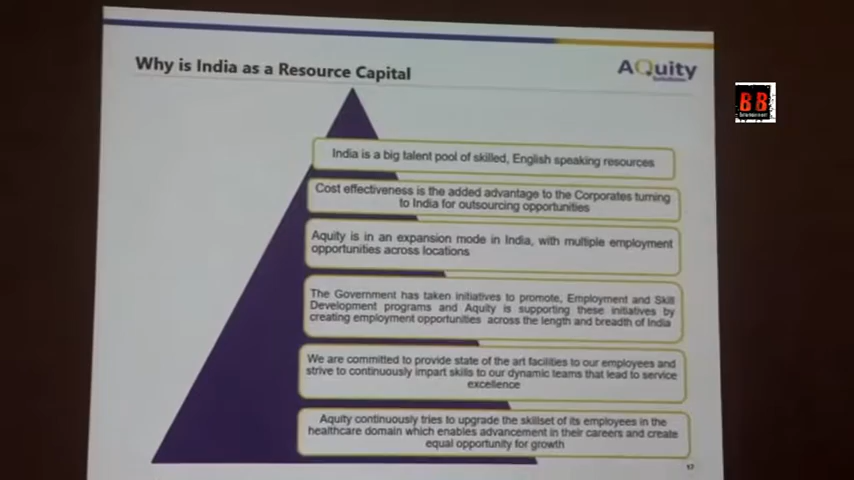 Why is India as a Resource Capital
AQuity
India is a big talent pool of skilled, English speaking resources
Cost effectiveness is the added advantage to the Corporates turning
to India for outsourcing opportunities
Aquity is in an expansion mode in India, with multiple employment
opportunities across locations
The Government has taken initiatives to promote, Employment and Skill
Development programs and Aquity is supporting these initiatives by
creating employment opportunities across the length and breadth of India
We are committed to provide state of the art facilities to our employees and
strive to continuously impart skills to our dynamic teams that lead to service
excellence
Aquity continuously tries to upgrade the skillset of its employees in the
healthcare domain which enables advancement in their careers and create
equal opportunity for growth
17
BB